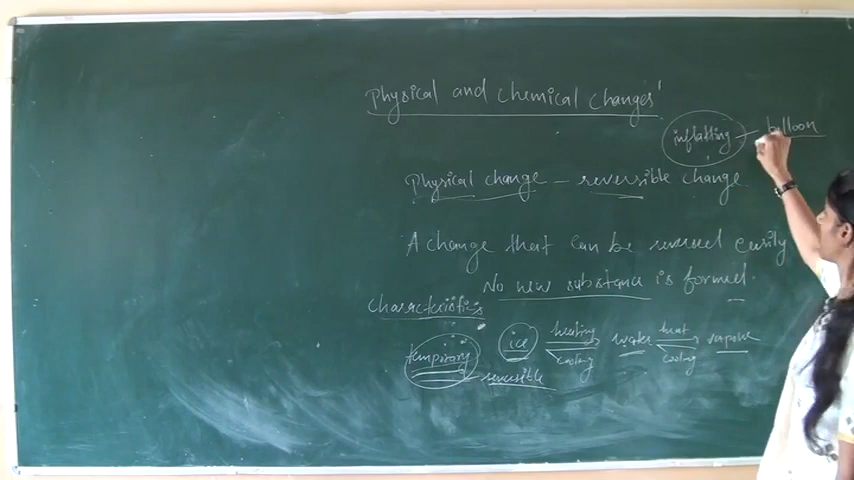 Physical and chemical changes'
inflatting — balloon
Physical change — reversible change
A change that can be reversed easily
No new substance is formed.
Characteristics
ice heating cooling water heat cooling vapour
temporary — reversible